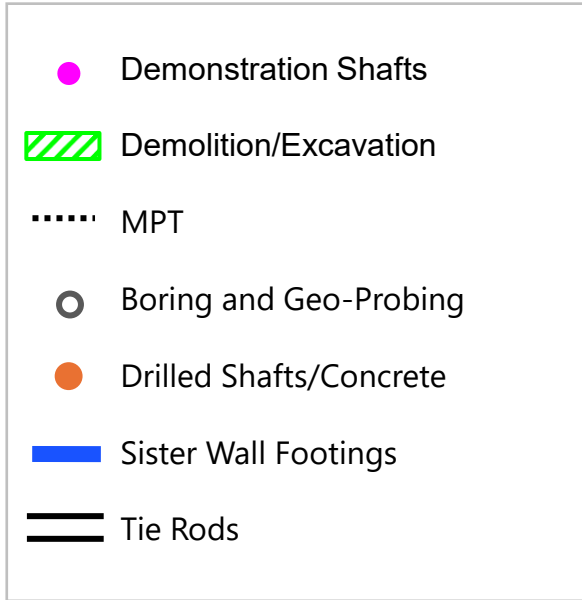 Demonstration Shafts
Demolition/Excavation
MPT
Boring and Geo-Probing
Drilled Shafts/Concrete
Sister Wall Footings
Tie Rods